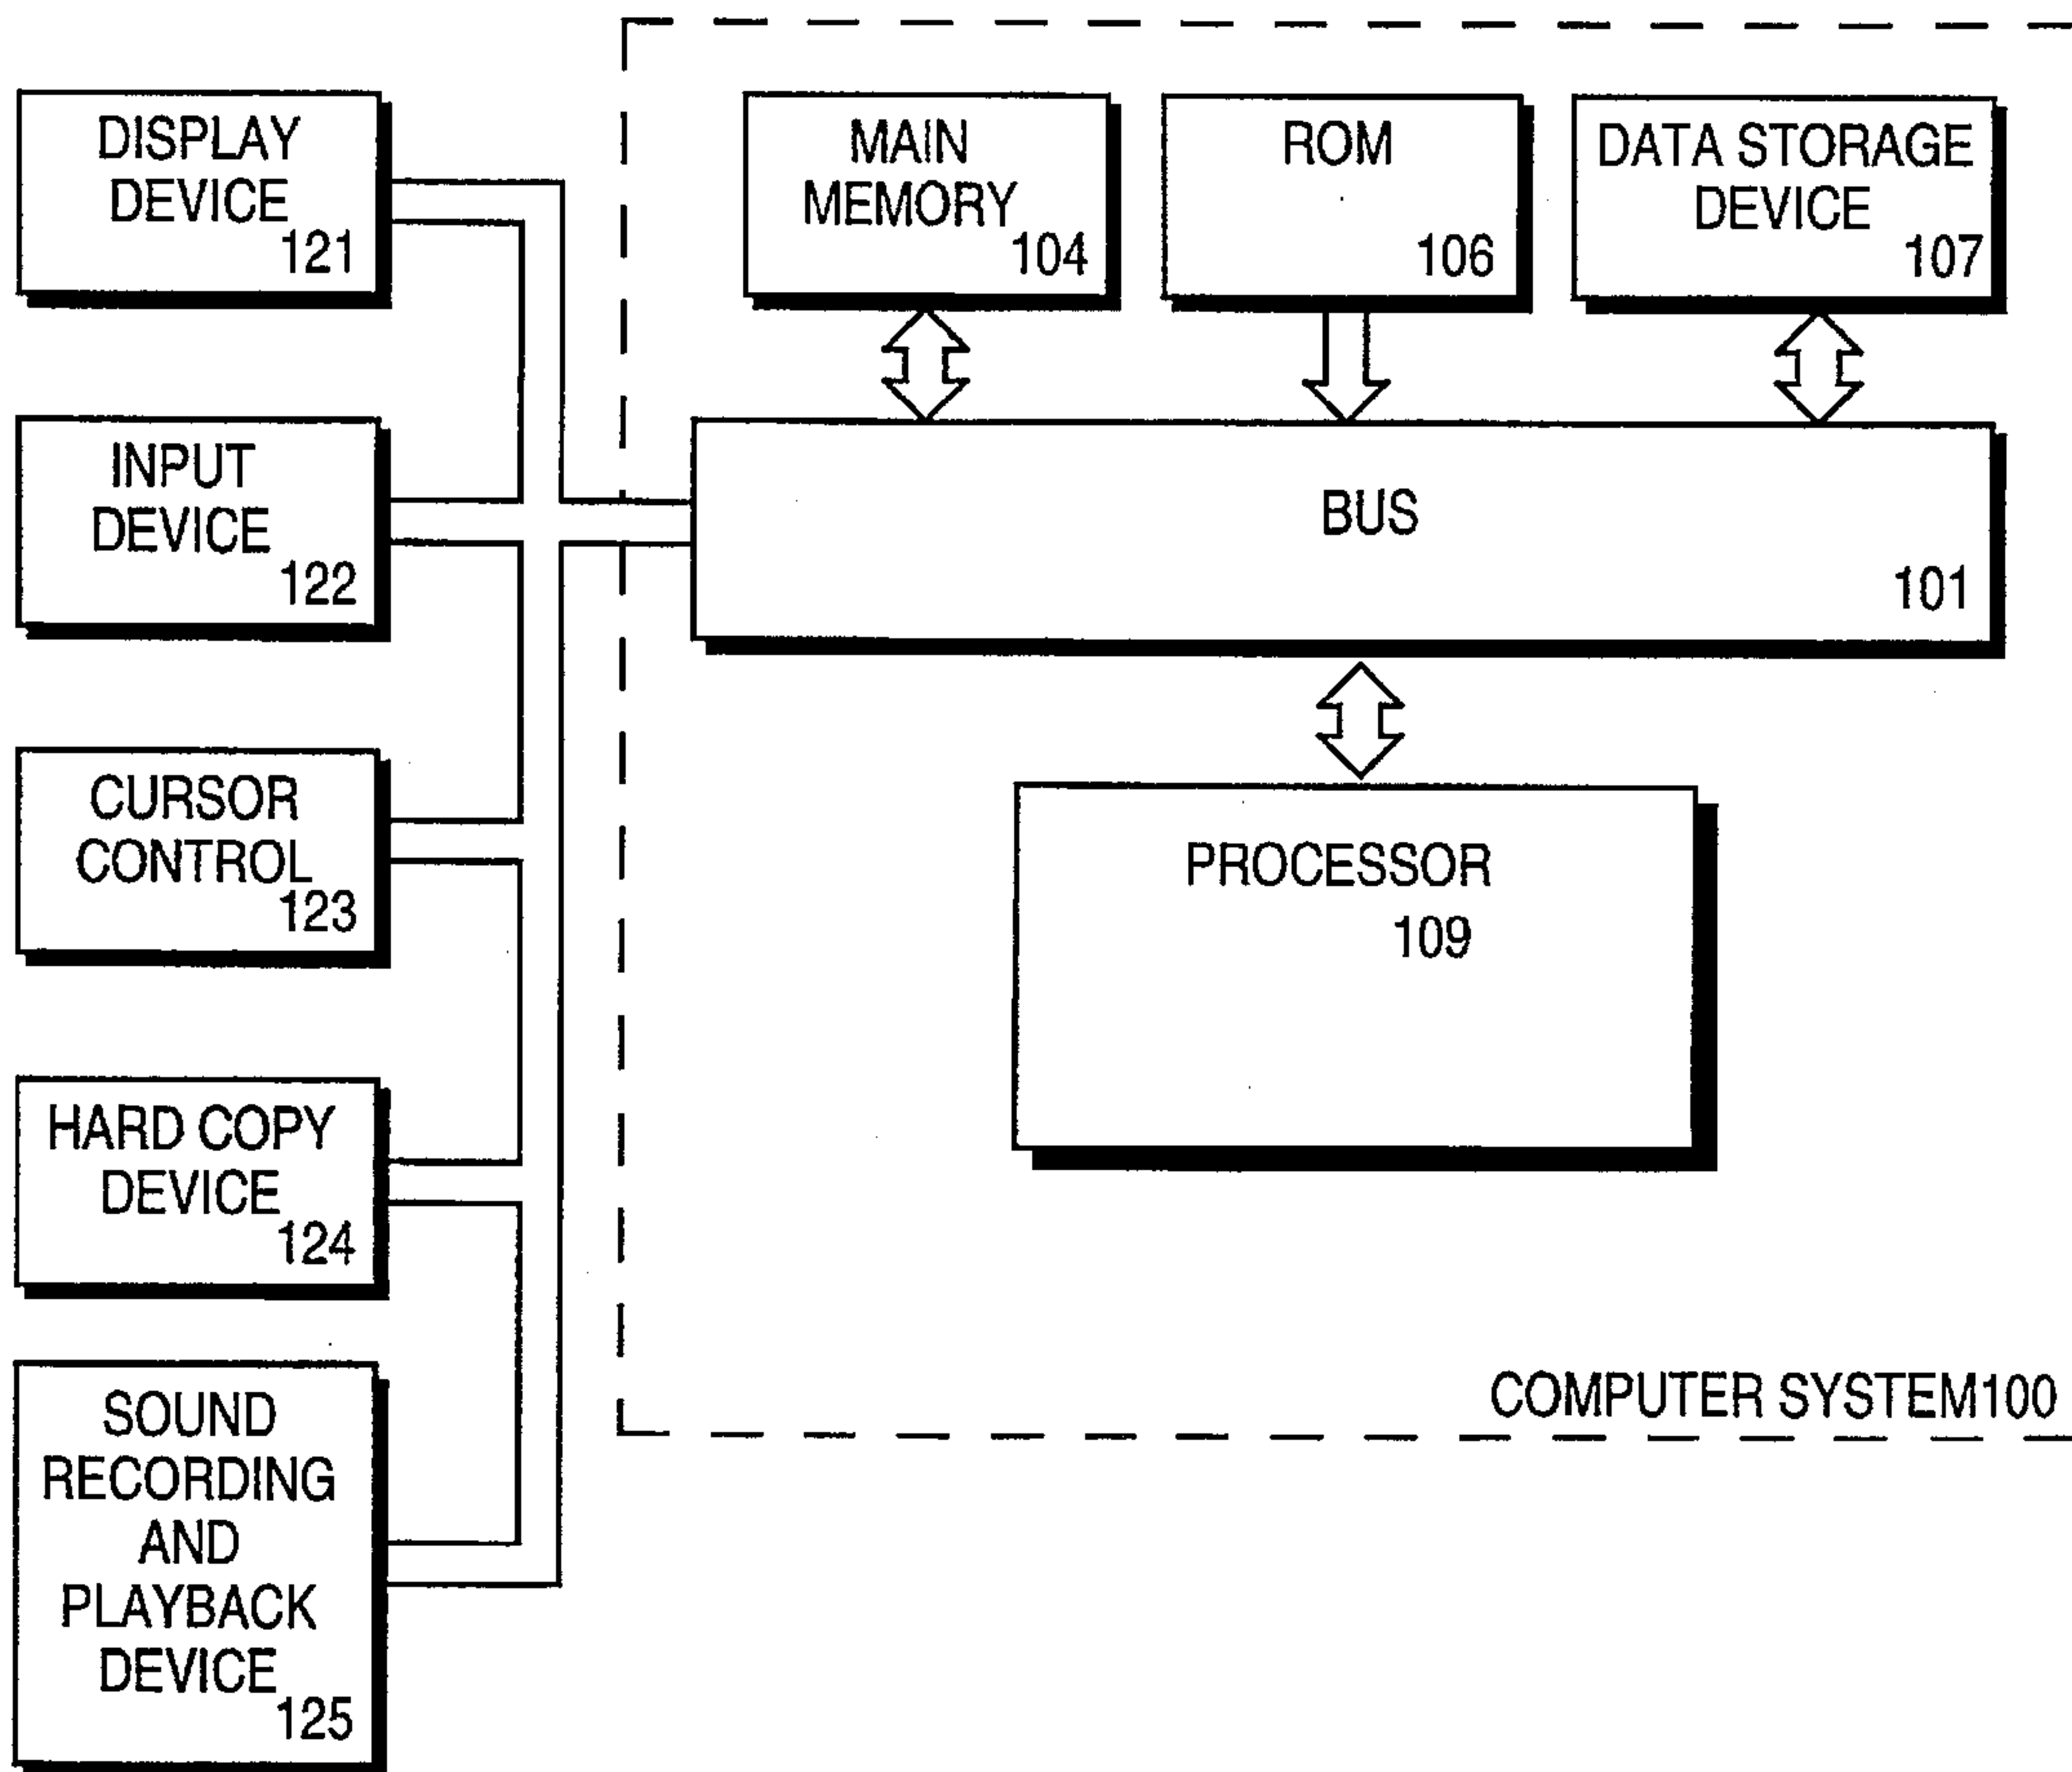 DISPLAY
DEVICE
121
INPUT
DEVICE
122
CURSOR
CONTROL
123
HARD COPY
DEVICE
124
SOUND
RECORDING
AND
PLAYBACK
DEVICE
125
MAIN
MEMORY
104
ROM
106
DATA STORAGE
DEVICE
107
BUS
101
PROCESSOR
109
COMPUTER SYSTEM100